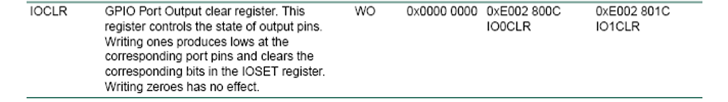 IOCLR GPIO Port Output clear register. This WO 0x0000 0000 0xE002 800C 0xE002 801C
register controls the state of output pins. IO0CLR IO1CLR
Writing ones produces lows at the
corresponding port pins and clears the
corresponding bits in the IOSET register.
Writing zeroes has no effect.